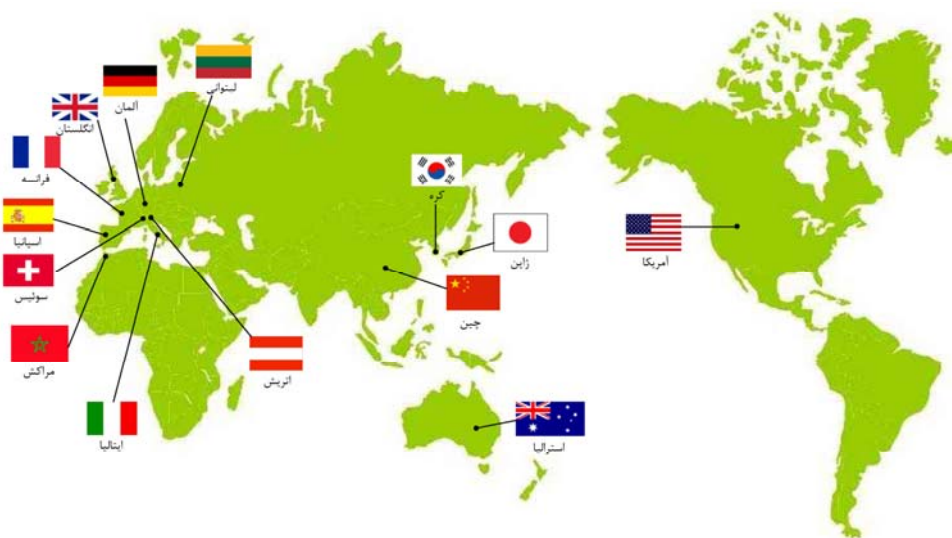 لیتوانی
آلمان
انگلستان
فرانسه
اسپانیا
سوئیس
مراکش
ایتالیا
اتریش
کره
ژاپن
چین
استرالیا
آمریکا